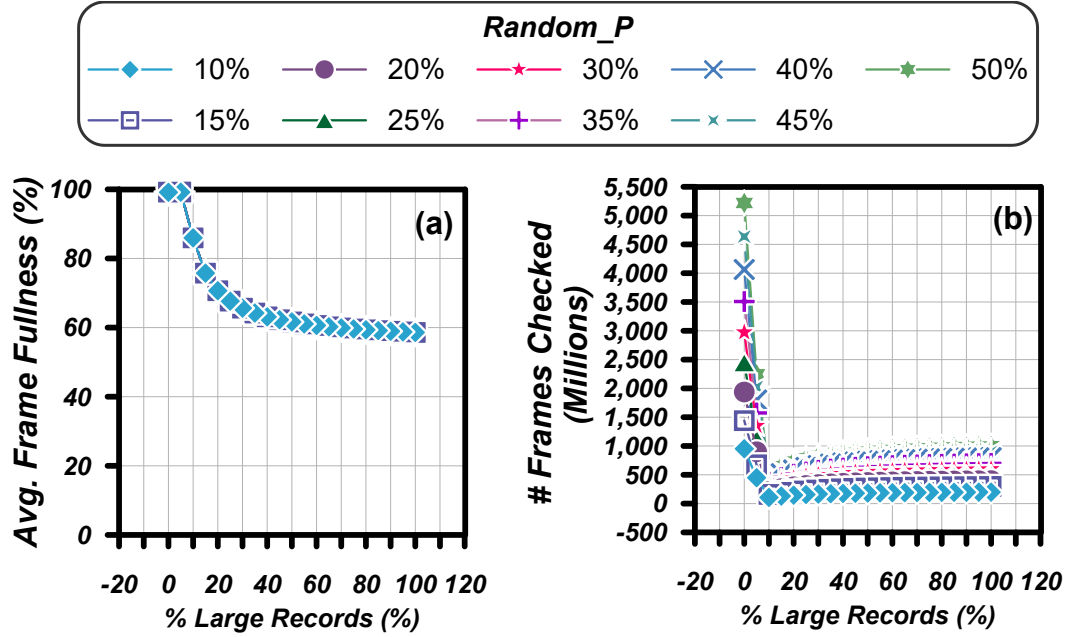 Random_P
10% 20% 30% 40% 50%
15% 25% 35% 45%
(a)
Avg. Frame Fullness (%)
100
80
60
40
20
0
-20 0 20 40 60 80 100 120
% Large Records (%)
(b)
# Frames Checked
(Millions)
5,500
5,000
4,500
4,000
3,500
3,000
2,500
2,000
1,500
1,000
500
0
-500
-20 0 20 40 60 80 100 120
% Large Records (%)